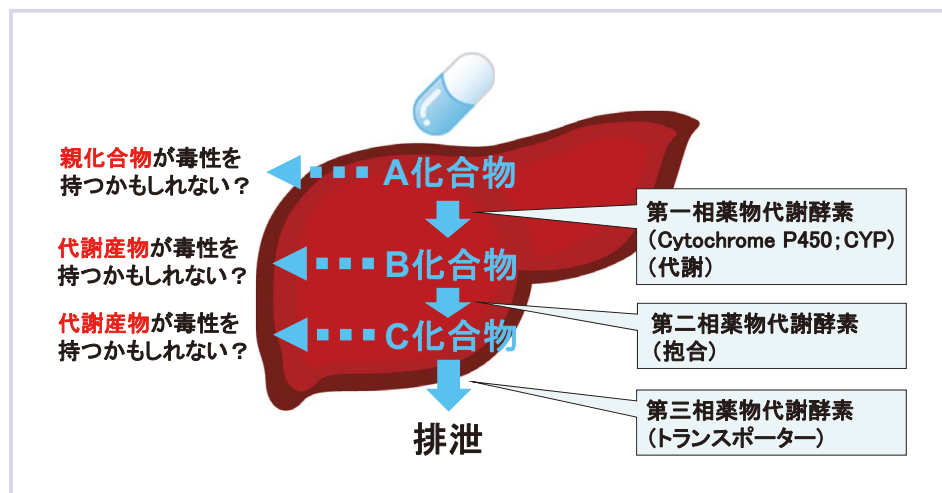 親化合物が毒性を
持つかもしれない？
A化合物
第一相薬物代謝酵素
（Cytochrome P450；CYP）
（代謝）
代謝産物が毒性を
持つかもしれない？
B化合物
第二相薬物代謝酵素
（抱合）
代謝産物が毒性を
持つかもしれない？
C化合物
第三相薬物代謝酵素
（トランスポーター）
排泄